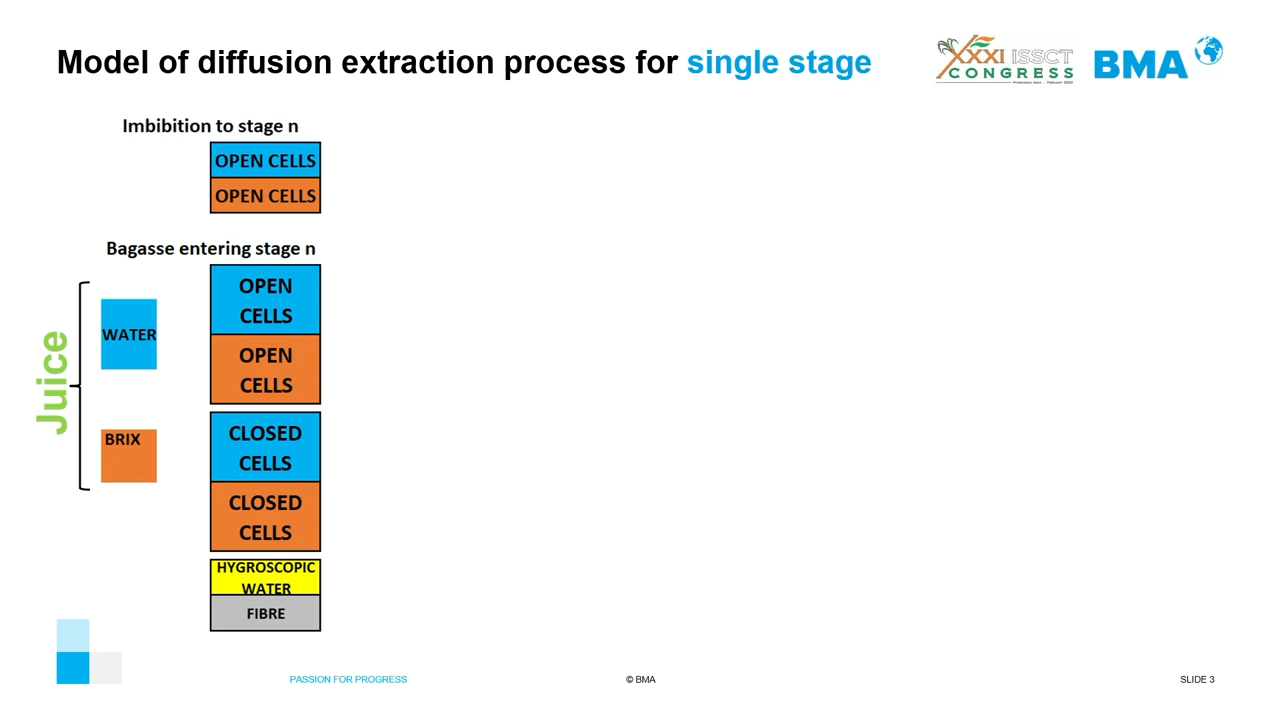 Model of diffusion extraction process for single stage
XXXI ISSCT
CONGRESS
BMA
Imbibition to stage n
OPEN CELLS
OPEN CELLS
Bagasse entering stage n
Juice
WATER
BRIX
OPEN
CELLS
OPEN
CELLS
CLOSED
CELLS
CLOSED
CELLS
HYGROSCOPIC
WATER
FIBRE
PASSION FOR PROGRESS
© BMA
SLIDE 3